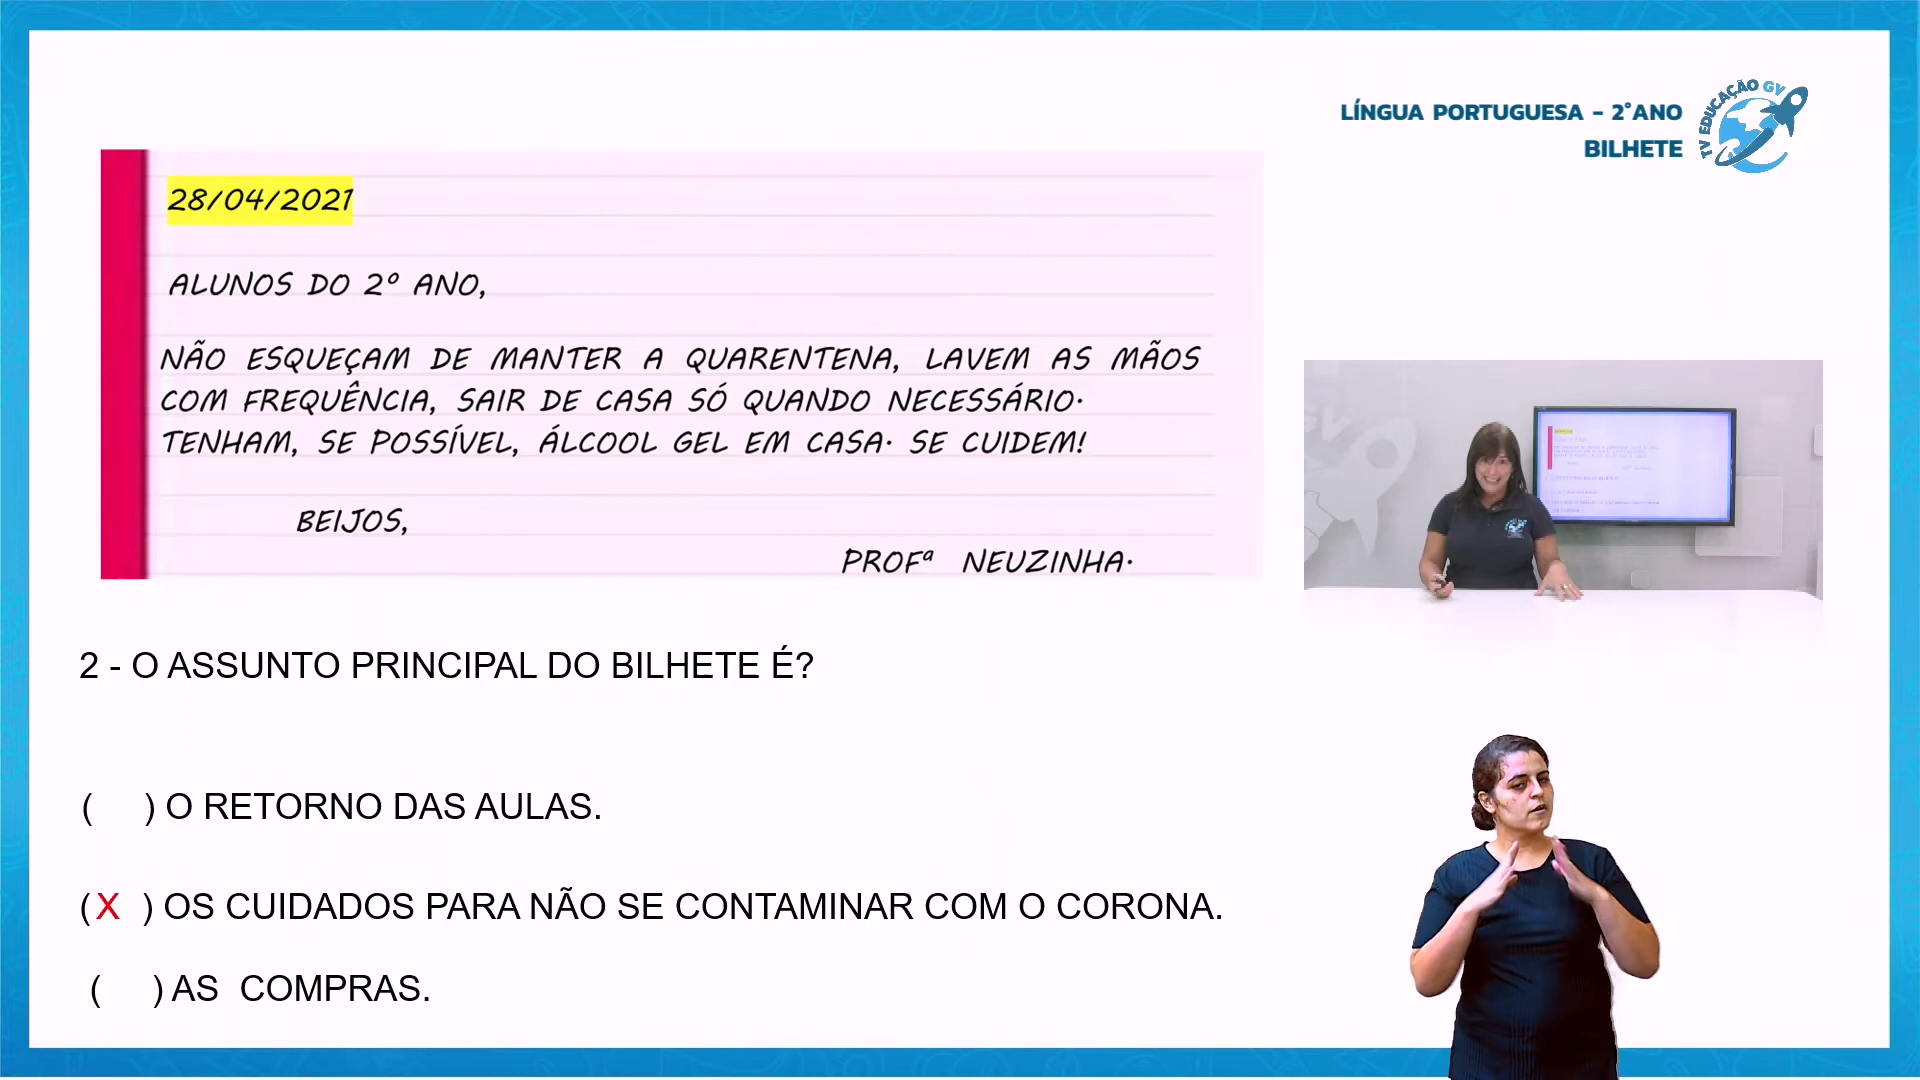 LÍNGUA PORTUGUESA - 2°ANO
BILHETE
TV EDUCAÇÃO GV
28/04/2021
ALUNOS DO 2º ANO,
NÃO ESQUEÇAM DE MANTER A QUARENTENA, LAVEM AS MÃOS
COM FREQUÊNCIA, SAIR DE CASA SÓ QUANDO NECESSÁRIO.
TENHAM, SE POSSÍVEL, ÁLCOOL GEL EM CASA. SE CUIDEM!
BEIJOS,
PROFª NEUZINHA.
GV
2 - O ASSUNTO PRINCIPAL DO BILHETE É?
( ) O RETORNO DAS AULAS.
(X ) OS CUIDADOS PARA NÃO SE CONTAMINAR COM O CORONA.
( ) AS COMPRAS.